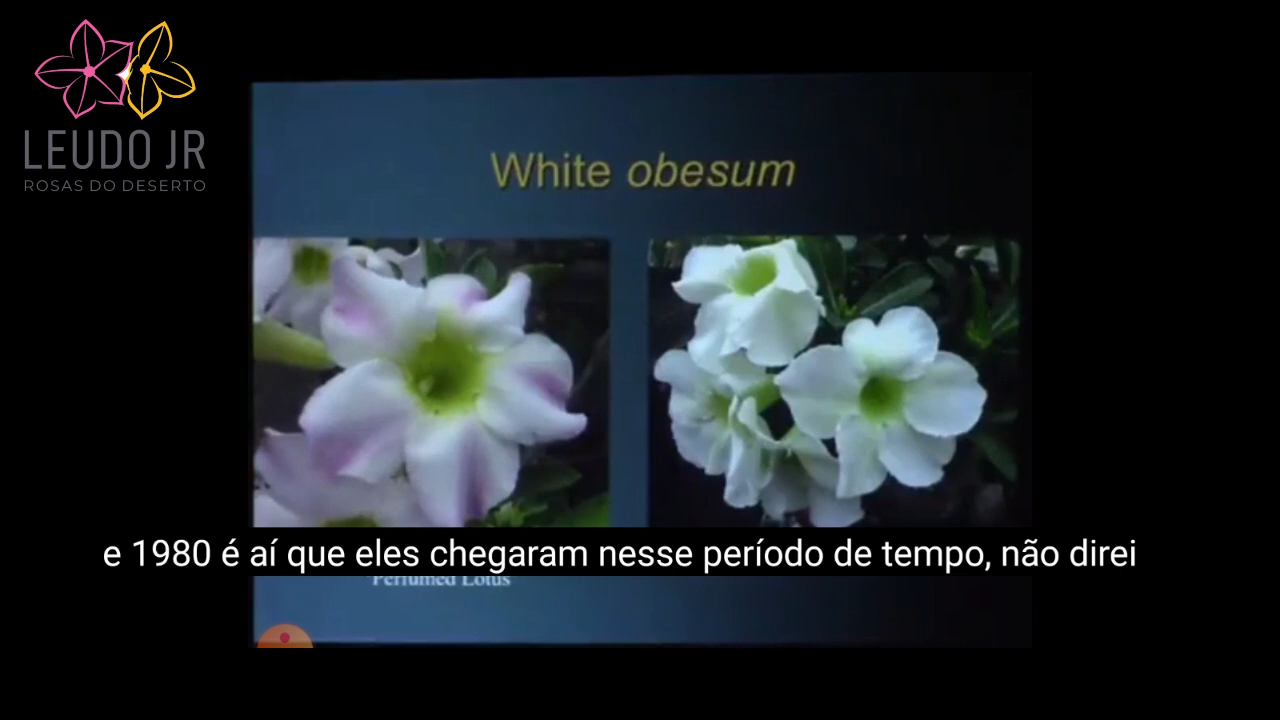 LEUDO JR
ROSAS DO DESERTO
White obesum
e 1980 é aí que eles chegaram nesse período de tempo, não direi
Perfumed Lotus